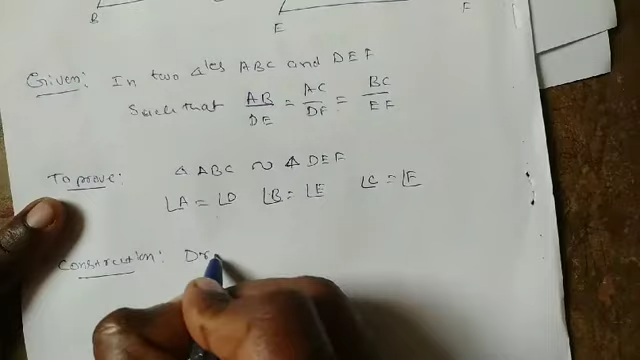 B
E
F
Given: In two △les ABC and DEF
Such that AB/DE = AC/DF = BC/EF
To prove: △ ABC ~ △ DEF
∠A = ∠D ∠B = ∠E ∠C = ∠F
Construction: Dr